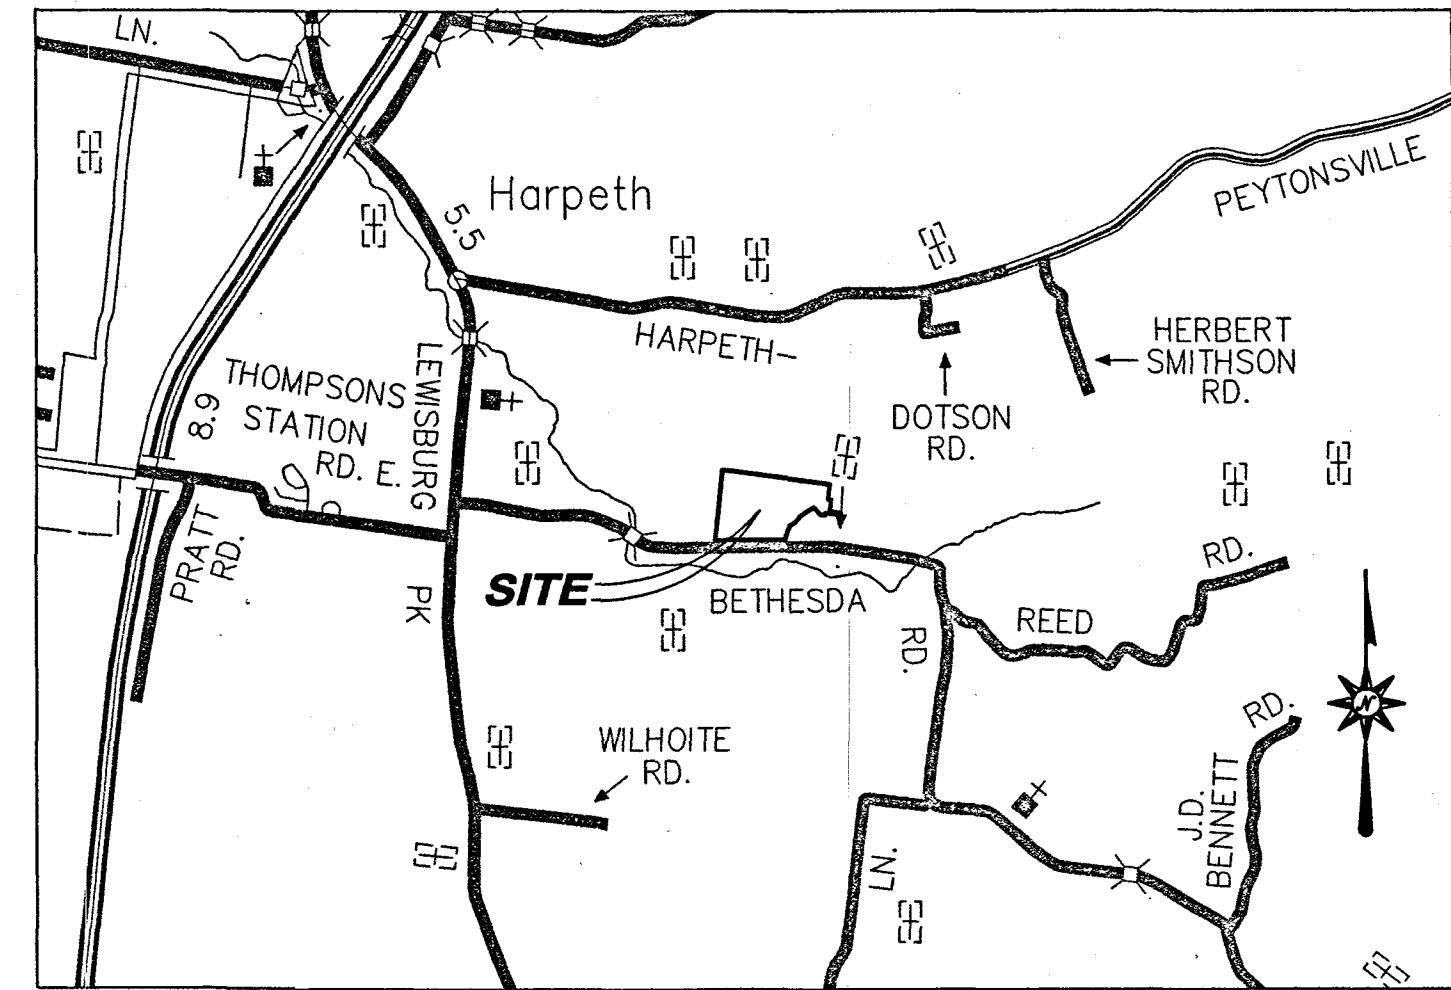 LN.
Harpeth
5.5
PEYTONSVILLE
HARPETH-
HERBERT
SMITHSON
RD.
DOTSON
RD.
THOMPSONS
STATION
RD. E.
8.9
LEWISBURG
PK
PRATT
RD.
SITE
BETHESDA
RD.
REED
RD.
N
WILHOITE
RD.
J.D.
BENNETT
RD.
LN.